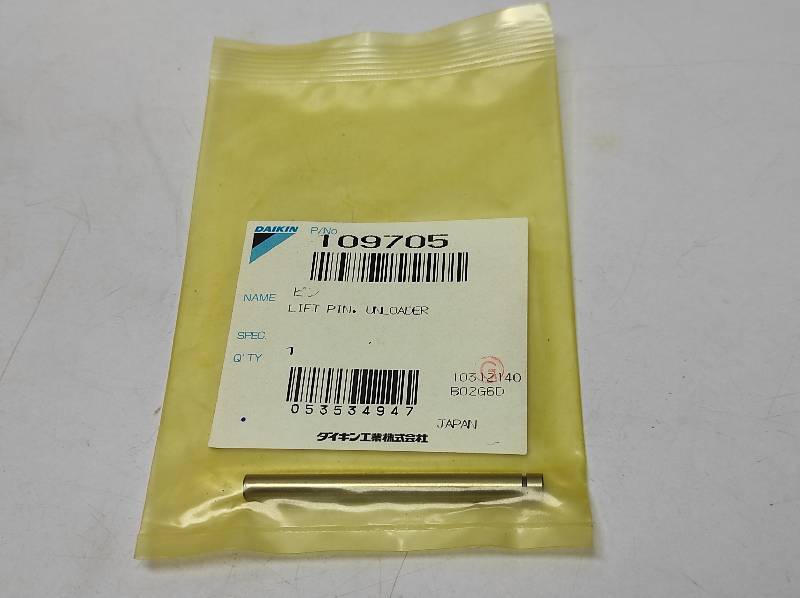 DAIKIN
P/No
109705
NAME
ピン
LIFT PIN. UNLOADER
SPEC.
Q'TY
1
10312140
B02G6D
053534947
JAPAN
ダイキン工業株式会社